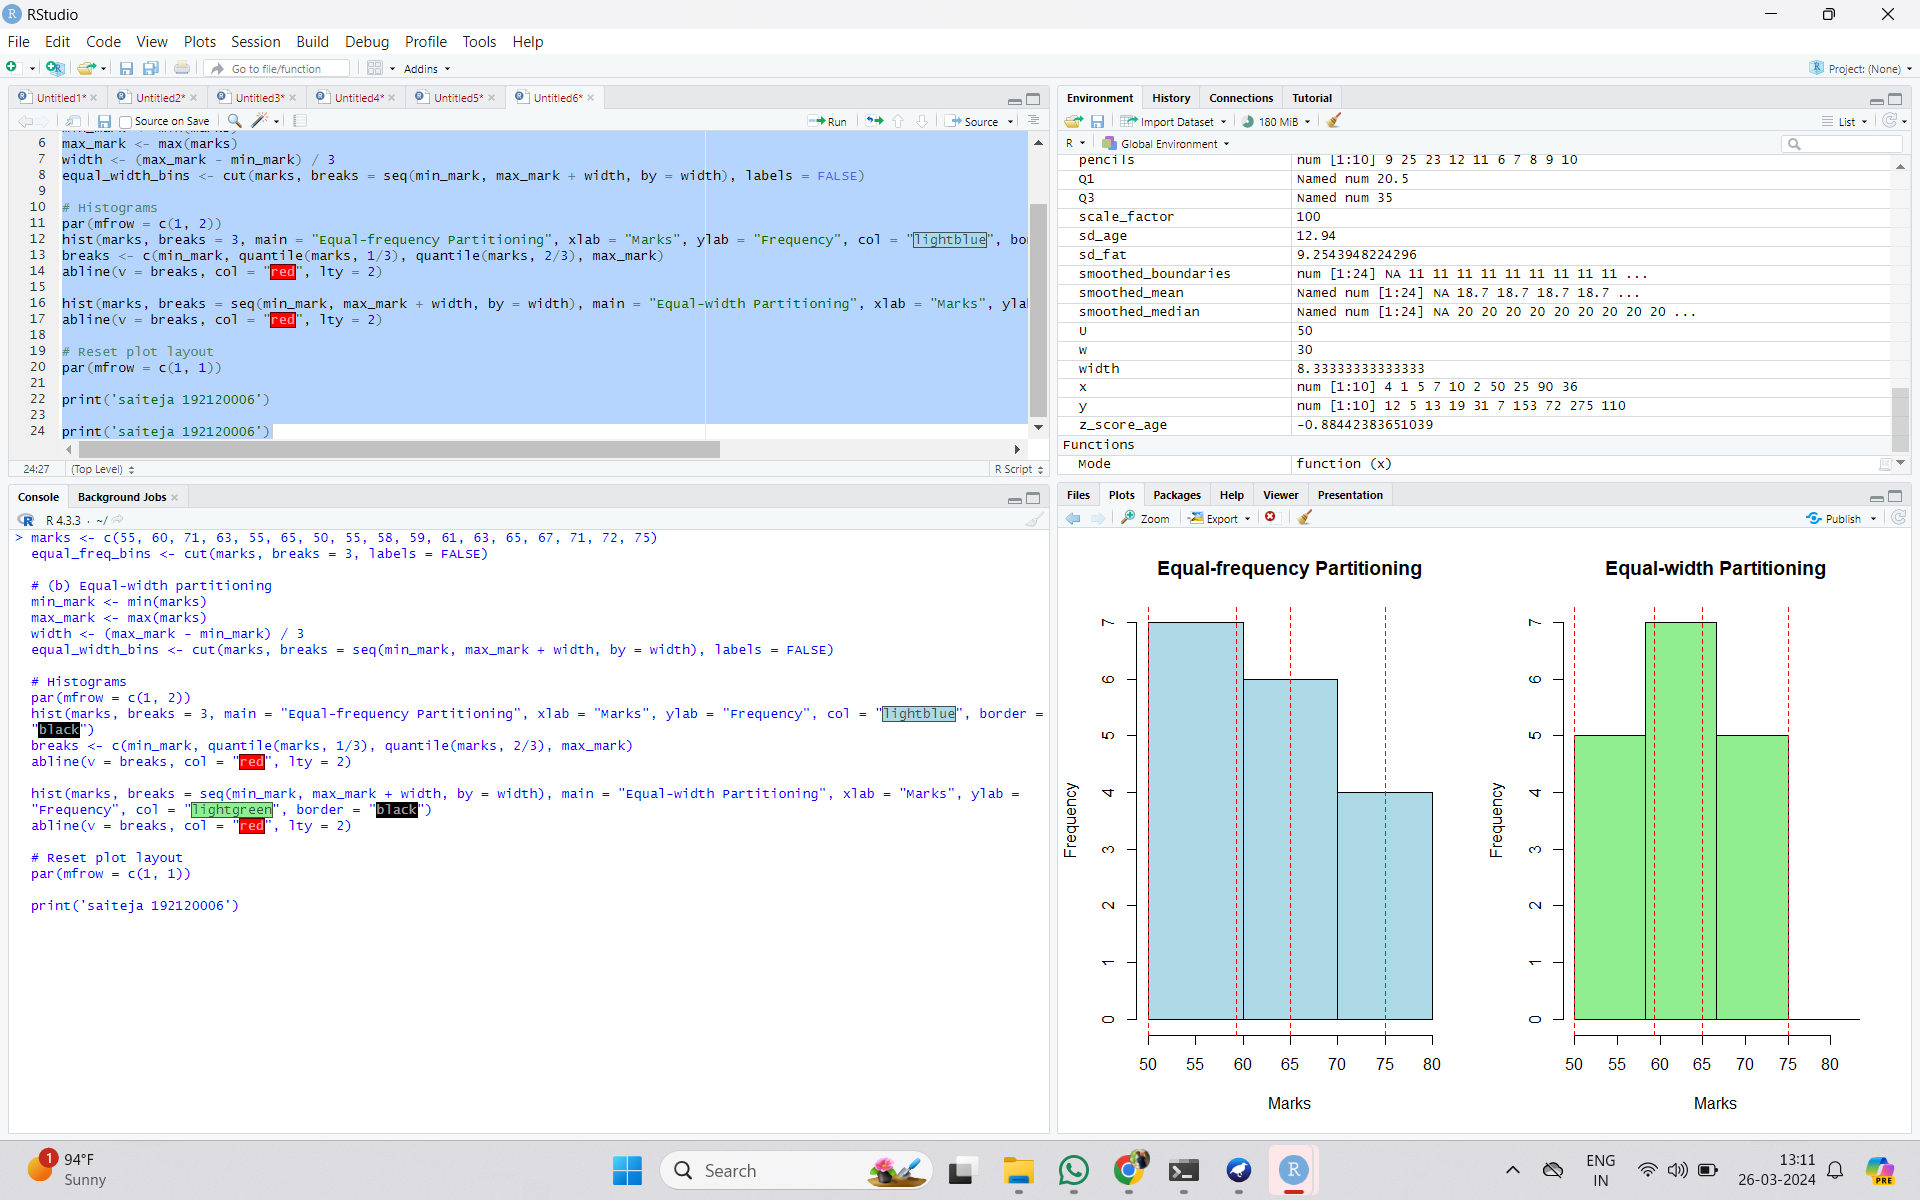 RStudio
File Edit Code View Plots Session Build Debug Profile Tools Help
Go to file/function Addins Project: (None)
Untitled1* Untitled2* Untitled3* Untitled4* Untitled5* Untitled6*
Source on Save Run Source
6 max_mark <- max(marks)
7 width <- (max_mark - min_mark) / 3
8 equal_width_bins <- cut(marks, breaks = seq(min_mark, max_mark + width, by = width), labels = FALSE)
9
10 # Histograms
11 par(mfrow = c(1, 2))
12 hist(marks, breaks = 3, main = "Equal-frequency Partitioning", xlab = "Marks", ylab = "Frequency", col = "lightblue", bo
13 breaks <- c(min_mark, quantile(marks, 1/3), quantile(marks, 2/3), max_mark)
14 abline(v = breaks, col = "red", lty = 2)
15
16 hist(marks, breaks = seq(min_mark, max_mark + width, by = width), main = "Equal-width Partitioning", xlab = "Marks", yla
17 abline(v = breaks, col = "red", lty = 2)
18
19 # Reset plot layout
20 par(mfrow = c(1, 1))
21
22 print('saiteja 192120006')
23
24 print('saiteja 192120006')
24:27 (Top Level) R Script
Console Background Jobs
R 4.3.3 · ~/
> marks <- c(55, 60, 71, 63, 55, 65, 50, 55, 58, 59, 61, 63, 65, 67, 71, 72, 75)
equal_freq_bins <- cut(marks, breaks = 3, labels = FALSE)
# (b) Equal-width partitioning
min_mark <- min(marks)
max_mark <- max(marks)
width <- (max_mark - min_mark) / 3
equal_width_bins <- cut(marks, breaks = seq(min_mark, max_mark + width, by = width), labels = FALSE)
# Histograms
par(mfrow = c(1, 2))
hist(marks, breaks = 3, main = "Equal-frequency Partitioning", xlab = "Marks", ylab = "Frequency", col = "lightblue", border =
"black")
breaks <- c(min_mark, quantile(marks, 1/3), quantile(marks, 2/3), max_mark)
abline(v = breaks, col = "red", lty = 2)
hist(marks, breaks = seq(min_mark, max_mark + width, by = width), main = "Equal-width Partitioning", xlab = "Marks", ylab =
"Frequency", col = "lightgreen", border = "black")
abline(v = breaks, col = "red", lty = 2)
# Reset plot layout
par(mfrow = c(1, 1))
print('saiteja 192120006')
Environment History Connections Tutorial
Import Dataset 180 MiB List
R Global Environment
pencils num [1:10] 9 25 23 12 11 6 7 8 9 10
Q1 Named num 20.5
Q3 Named num 35
scale_factor 100
sd_age 12.94
sd_fat 9.2543948224296
smoothed_boundaries num [1:24] NA 11 11 11 11 11 11 11 11 11 ...
smoothed_mean Named num [1:24] NA 18.7 18.7 18.7 18.7 ...
smoothed_median Named num [1:24] NA 20 20 20 20 20 20 20 20 20 ...
U 50
w 30
width 8.33333333333333
x num [1:10] 4 1 5 7 10 2 50 25 90 36
y num [1:10] 12 5 13 19 31 7 153 72 275 110
z_score_age -0.88442383651039
Functions
Mode function (x)
Files Plots Packages Help Viewer Presentation
Zoom Export Publish
Equal-frequency Partitioning
7
6
5
4
3
2
1
0
Frequency
50 55 60 65 70 75 80
Marks
Equal-width Partitioning
7
6
5
4
3
2
1
0
Frequency
50 55 60 65 70 75 80
Marks
1
94°F
Sunny
Search
ENG
IN
13:11
26-03-2024
PRE